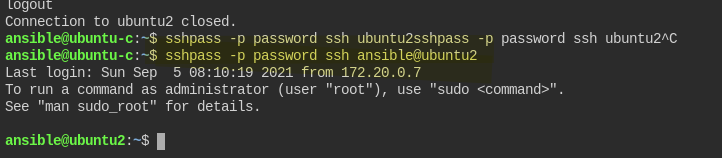 logout
Connection to ubuntu2 closed.
ansible@ubuntu-c:~$ sshpass -p password ssh ubuntu2sshpass -p password ssh ubuntu2^C
ansible@ubuntu-c:~$ sshpass -p password ssh ansible@ubuntu2
Last login: Sun Sep  5 08:10:19 2021 from 172.20.0.7
To run a command as administrator (user "root"), use "sudo <command>".
See "man sudo_root" for details.
ansible@ubuntu2:~$